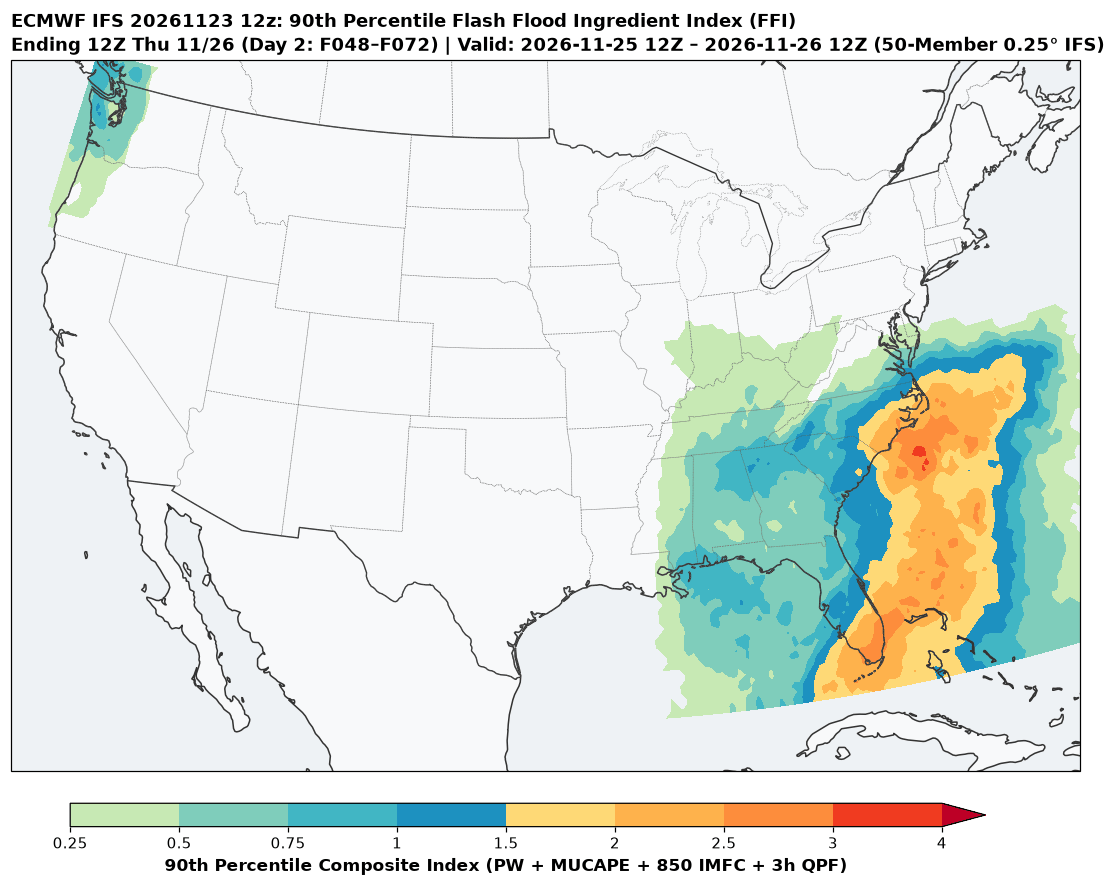 ECMWF IFS 20261123 12z: 90th Percentile Flash Flood Ingredient Index (FFI)
Ending 12Z Thu 11/26 (Day 2: F048–F072) | Valid: 2026-11-25 12Z – 2026-11-26 12Z (50-Member 0.25° IFS)
0.25 0.5 0.75 1 1.5 2 2.5 3 4
90th Percentile Composite Index (PW + MUCAPE + 850 IMFC + 3h QPF)